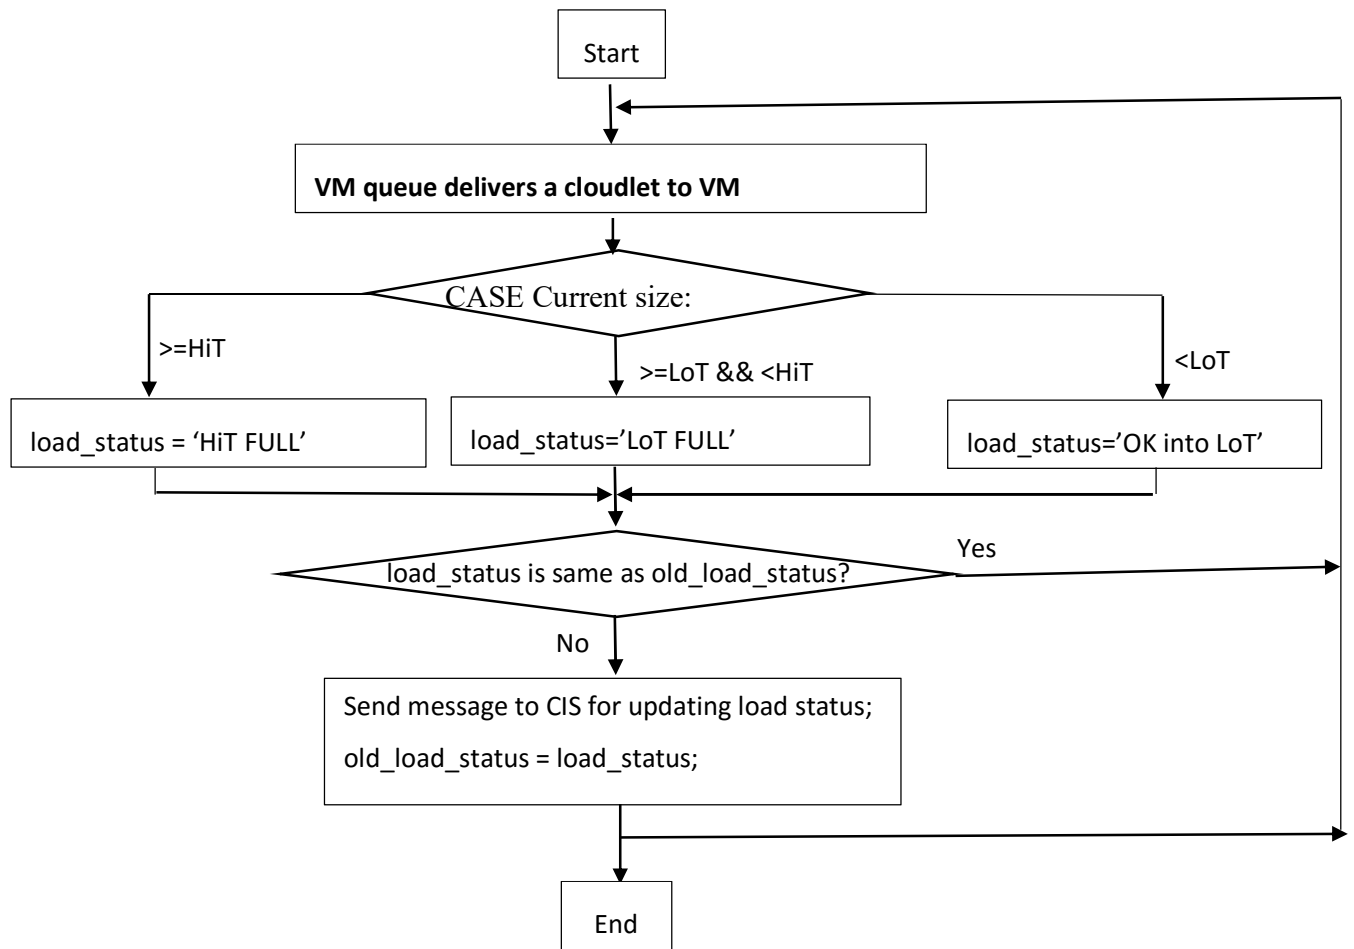 Start
VM queue delivers a cloudlet to VM
CASE Current size:
>=HiT
>=LoT && <HiT
<LoT
load_status = ‘HiT FULL’
load_status=’LoT FULL’
load_status=’OK into LoT’
Yes
load_status is same as old_load_status?
No
Send message to CIS for updating load status;
old_load_status = load_status;
End